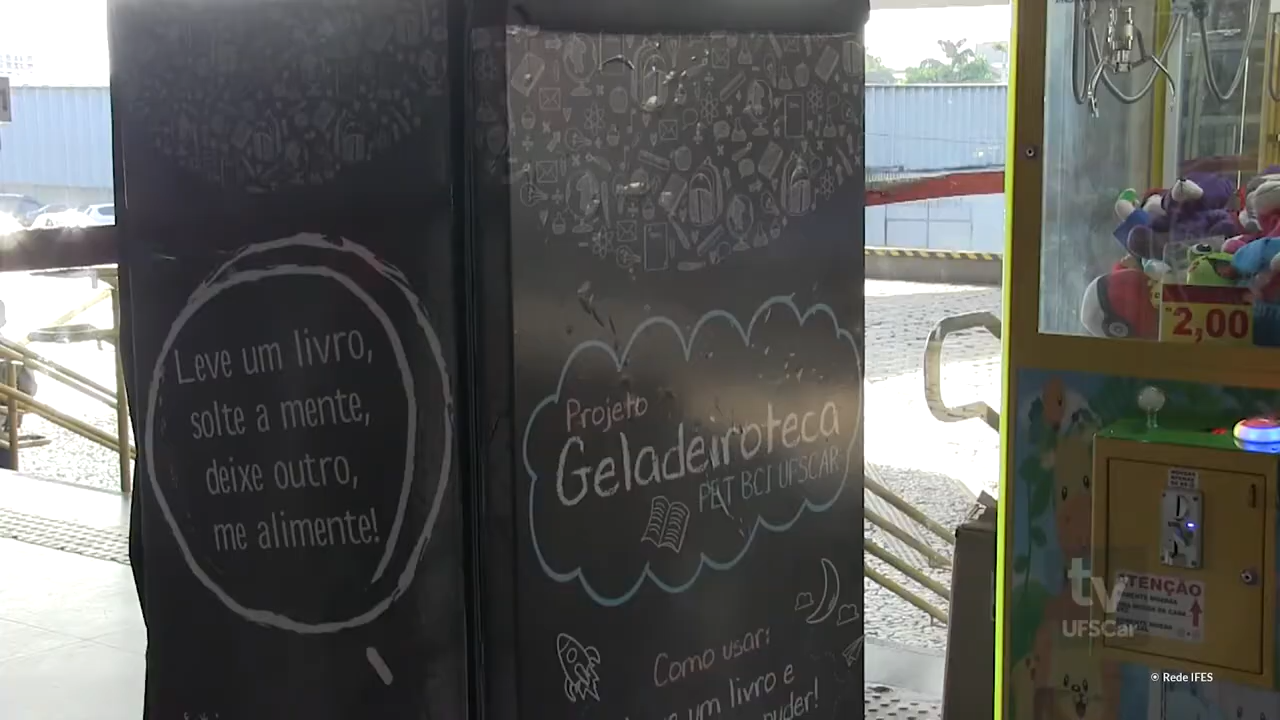 Leve um livro,
solte a mente,
deixe outro,
me alimente!
Projeto
Geladeiroteca
PET BCI UFSCAR
Como usar:
um livro e
puder!
2,00
ATENÇÃO
tv
UFSCar
Rede IFES